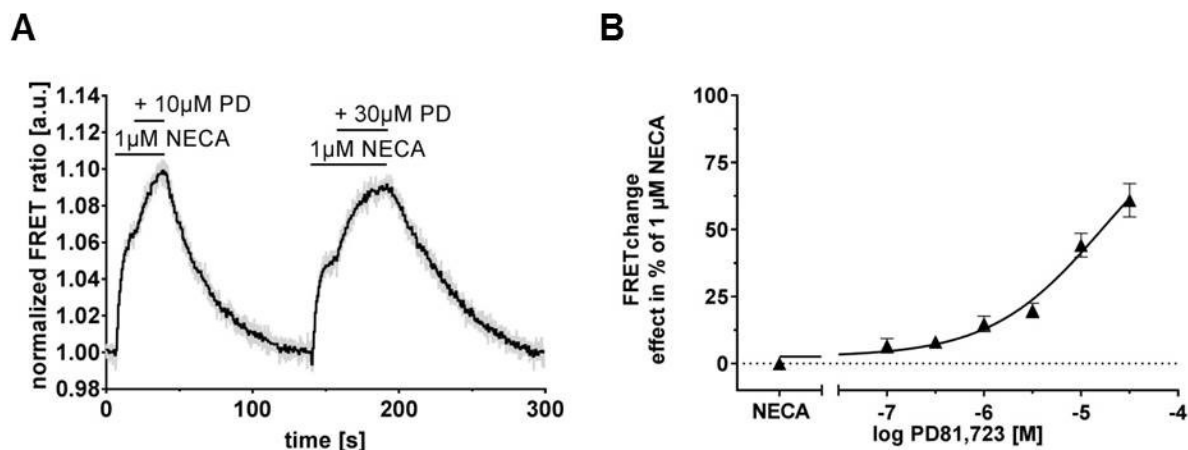 A
normalized FRET ratio [a.u.]
1.14
1.12
1.10
1.08
1.06
1.04
1.02
1.00
0.98
+ 10µM PD
1µM NECA
+ 30µM PD
1µM NECA
0
100
200
300
time [s]
B
FRETchange
effect in % of 1 µM NECA
100
75
50
25
0
NECA
-7
-6
-5
-4
log PD81,723 [M]